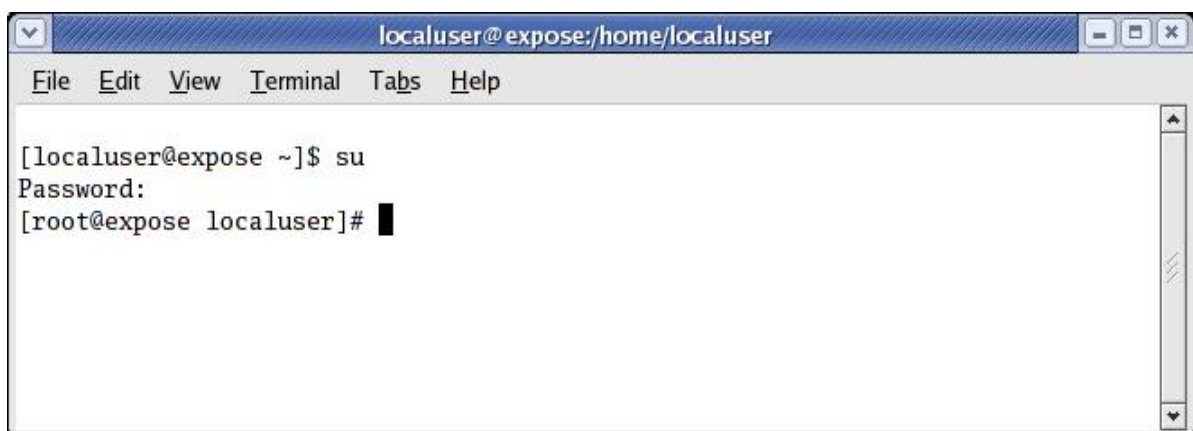 localuser@expose:/home/localuser
File Edit View Terminal Tabs Help
[localuser@expose ~]$ su
Password:
[root@expose localuser]#